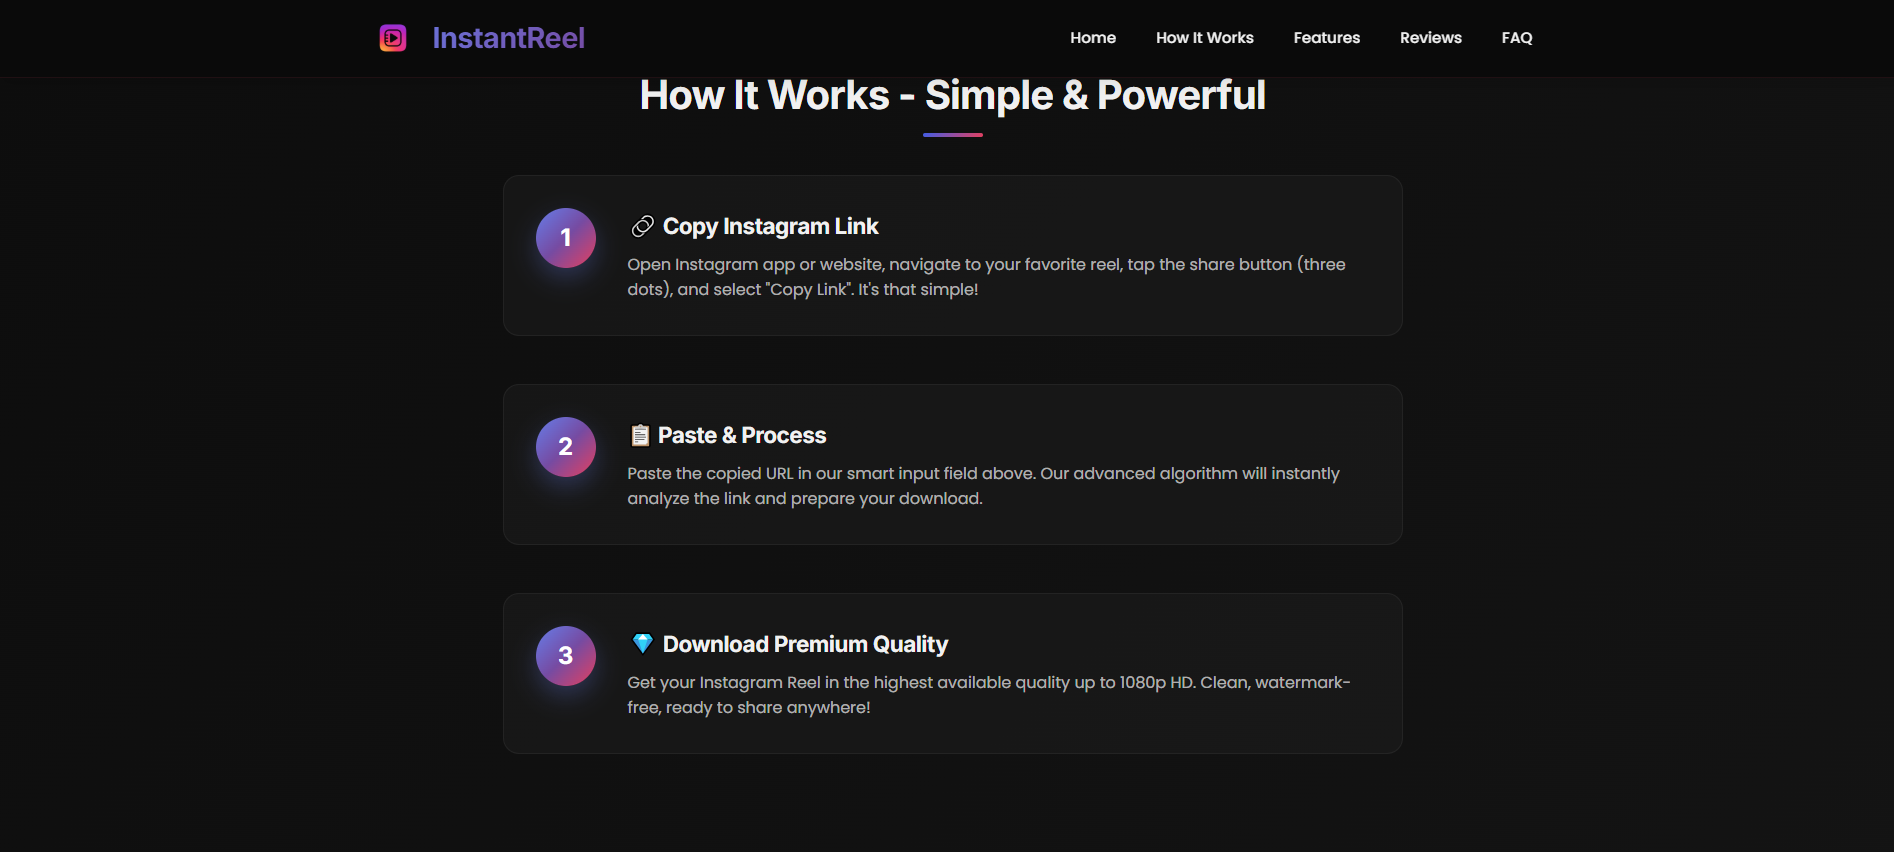 InstantReel
Home How It Works Features Reviews FAQ
How It Works - Simple & Powerful
1
🔗 Copy Instagram Link
Open Instagram app or website, navigate to your favorite reel, tap the share button (three
dots), and select "Copy Link". It's that simple!
2
📋 Paste & Process
Paste the copied URL in our smart input field above. Our advanced algorithm will instantly
analyze the link and prepare your download.
3
💎 Download Premium Quality
Get your Instagram Reel in the highest available quality up to 1080p HD. Clean, watermark-
free, ready to share anywhere!